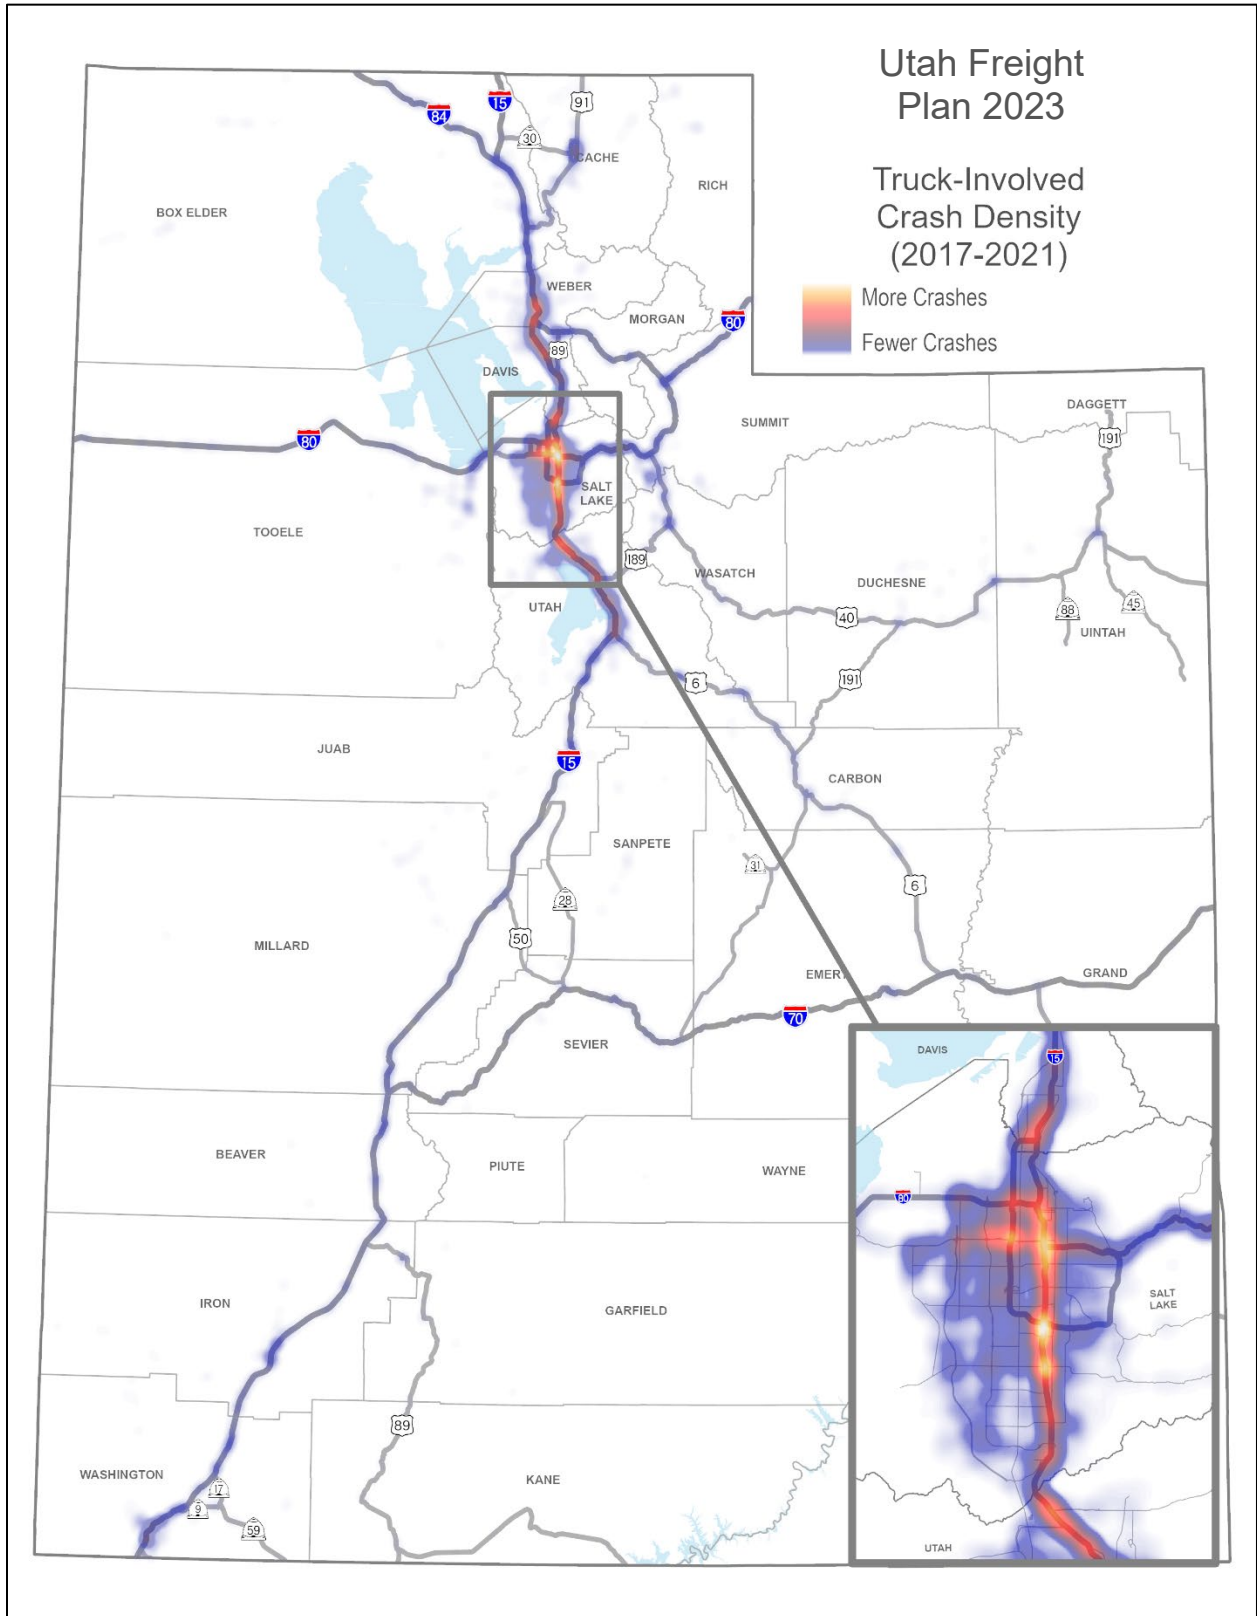 Utah Freight
Plan 2023
Truck-Involved
Crash Density
(2017-2021)
More Crashes
Fewer Crashes
84
15
91
30
CACHE
RICH
BOX ELDER
WEBER
MORGAN
80
89
DAVIS
80
SUMMIT
DAGGETT
191
SALT
LAKE
TOOELE
189
WASATCH
DUCHESNE
UTAH
40
88
45
UINTAH
6
191
JUAB
15
CARBON
SANPETE
31
6
28
50
MILLARD
EMERY
GRAND
70
SEVIER
BEAVER
PIUTE
WAYNE
IRON
GARFIELD
89
WASHINGTON
17
9
59
KANE
DAVIS
15
80
SALT
LAKE
UTAH